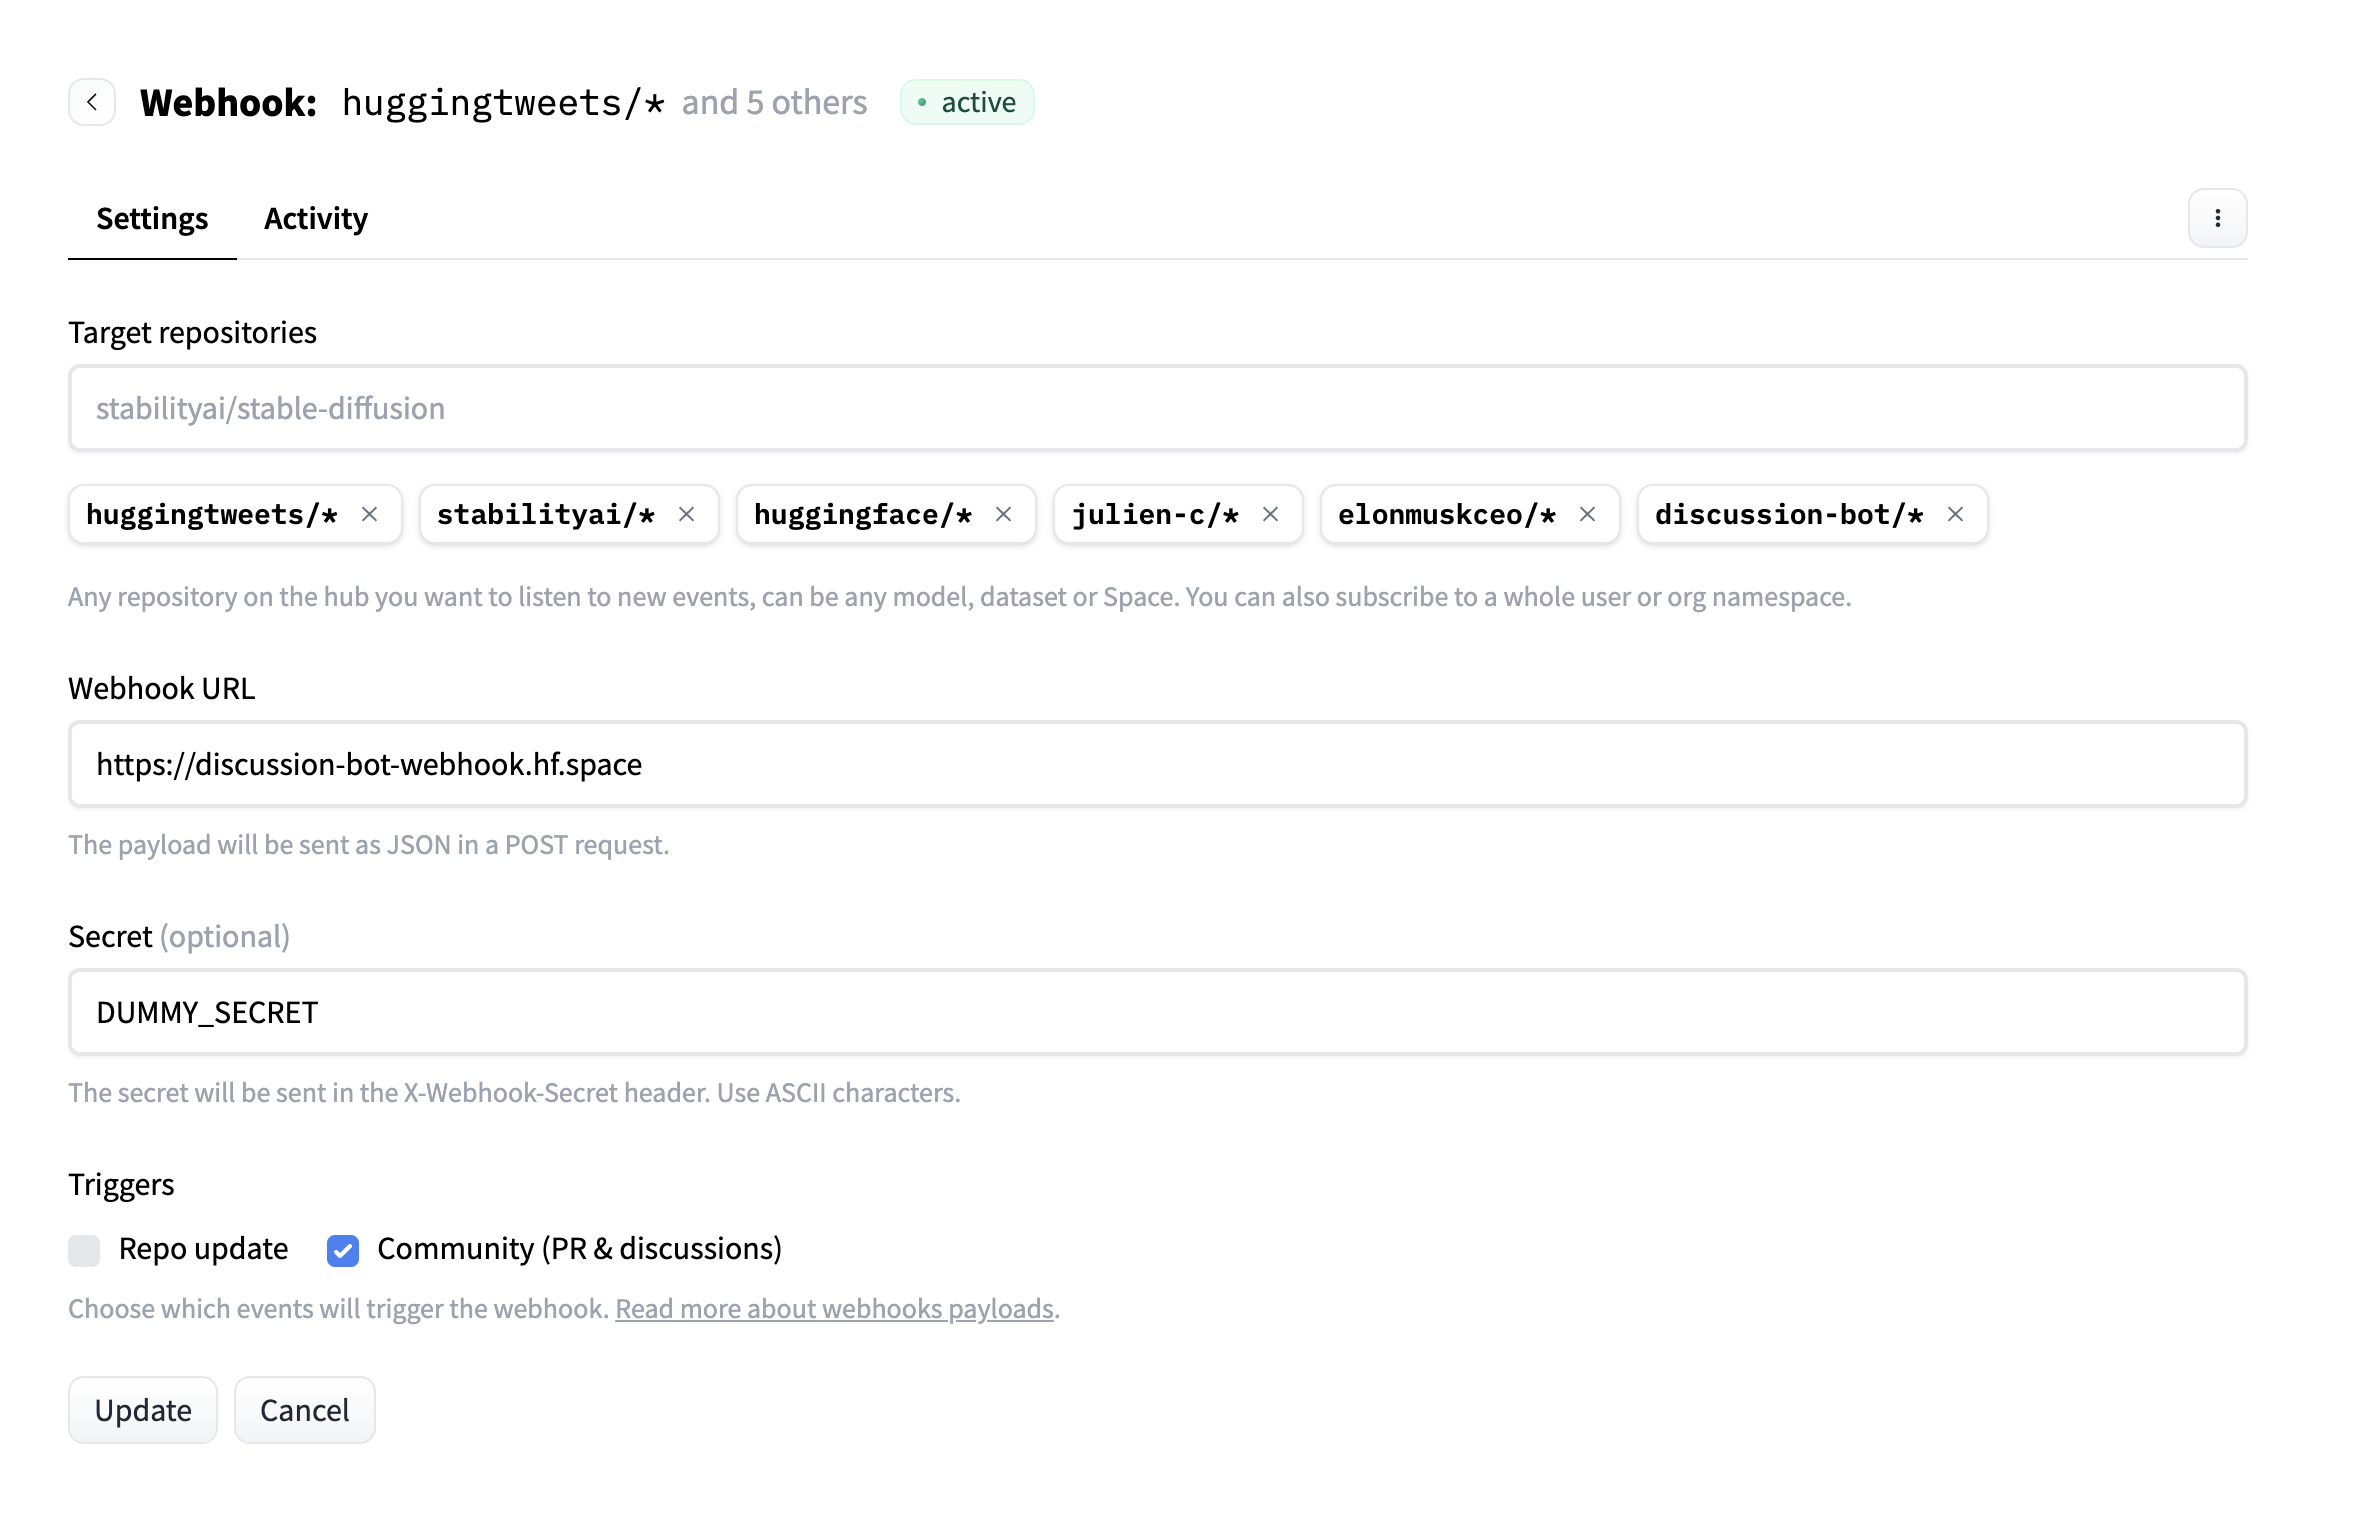 Webhook: huggingtweets/* and 5 others • active
Settings Activity
Target repositories
stabilityai/stable-diffusion
huggingtweets/* × stabilityai/* × huggingface/* × julien-c/* × elonmuskceo/* × discussion-bot/* ×
Any repository on the hub you want to listen to new events, can be any model, dataset or Space. You can also subscribe to a whole user or org namespace.
Webhook URL
https://discussion-bot-webhook.hf.space
The payload will be sent as JSON in a POST request.
Secret (optional)
DUMMY_SECRET
The secret will be sent in the X-Webhook-Secret header. Use ASCII characters.
Triggers
Repo update Community (PR & discussions)
Choose which events will trigger the webhook. Read more about webhooks payloads.
Update Cancel